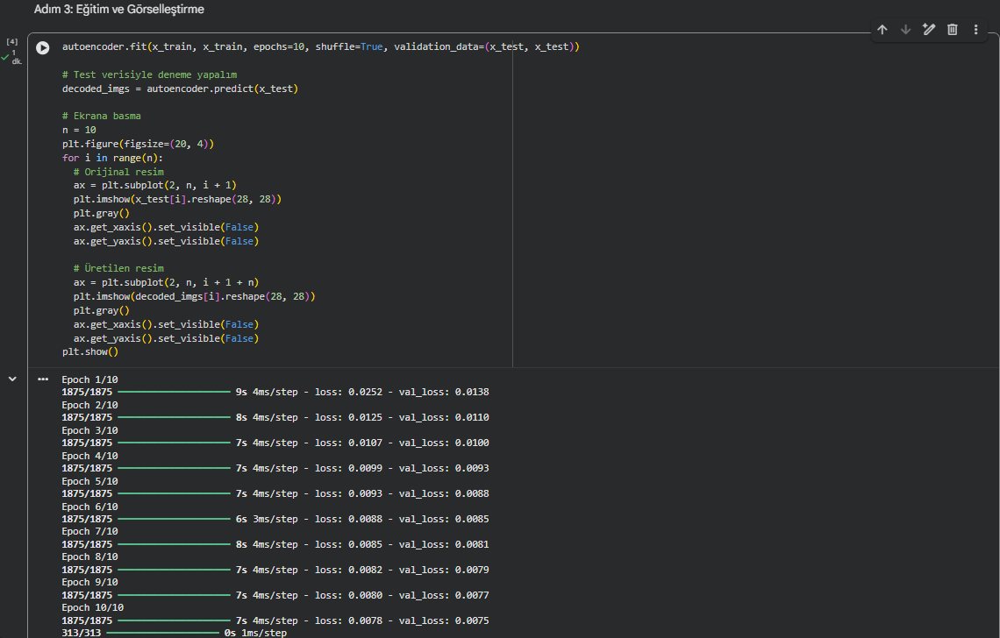 Adım 3: Eğitim ve Görselleştirme
[4]
1
dk.
autoencoder.fit(x_train, x_train, epochs=10, shuffle=True, validation_data=(x_test, x_test))
# Test verisiyle deneme yapalım
decoded_imgs = autoencoder.predict(x_test)
# Ekrana basma
n = 10
plt.figure(figsize=(20, 4))
for i in range(n):
# Orijinal resim
ax = plt.subplot(2, n, i + 1)
plt.imshow(x_test[i].reshape(28, 28))
plt.gray()
ax.get_xaxis().set_visible(False)
ax.get_yaxis().set_visible(False)
# Üretilen resim
ax = plt.subplot(2, n, i + 1 + n)
plt.imshow(decoded_imgs[i].reshape(28, 28))
plt.gray()
ax.get_xaxis().set_visible(False)
ax.get_yaxis().set_visible(False)
plt.show()
Epoch 1/10
1875/1875 9s 4ms/step - loss: 0.0252 - val_loss: 0.0138
Epoch 2/10
1875/1875 8s 4ms/step - loss: 0.0125 - val_loss: 0.0110
Epoch 3/10
1875/1875 7s 4ms/step - loss: 0.0107 - val_loss: 0.0100
Epoch 4/10
1875/1875 7s 4ms/step - loss: 0.0099 - val_loss: 0.0093
Epoch 5/10
1875/1875 7s 4ms/step - loss: 0.0093 - val_loss: 0.0088
Epoch 6/10
1875/1875 6s 3ms/step - loss: 0.0088 - val_loss: 0.0085
Epoch 7/10
1875/1875 8s 4ms/step - loss: 0.0085 - val_loss: 0.0081
Epoch 8/10
1875/1875 7s 4ms/step - loss: 0.0082 - val_loss: 0.0079
Epoch 9/10
1875/1875 7s 4ms/step - loss: 0.0080 - val_loss: 0.0077
Epoch 10/10
1875/1875 7s 4ms/step - loss: 0.0078 - val_loss: 0.0075
313/313 0s 1ms/step